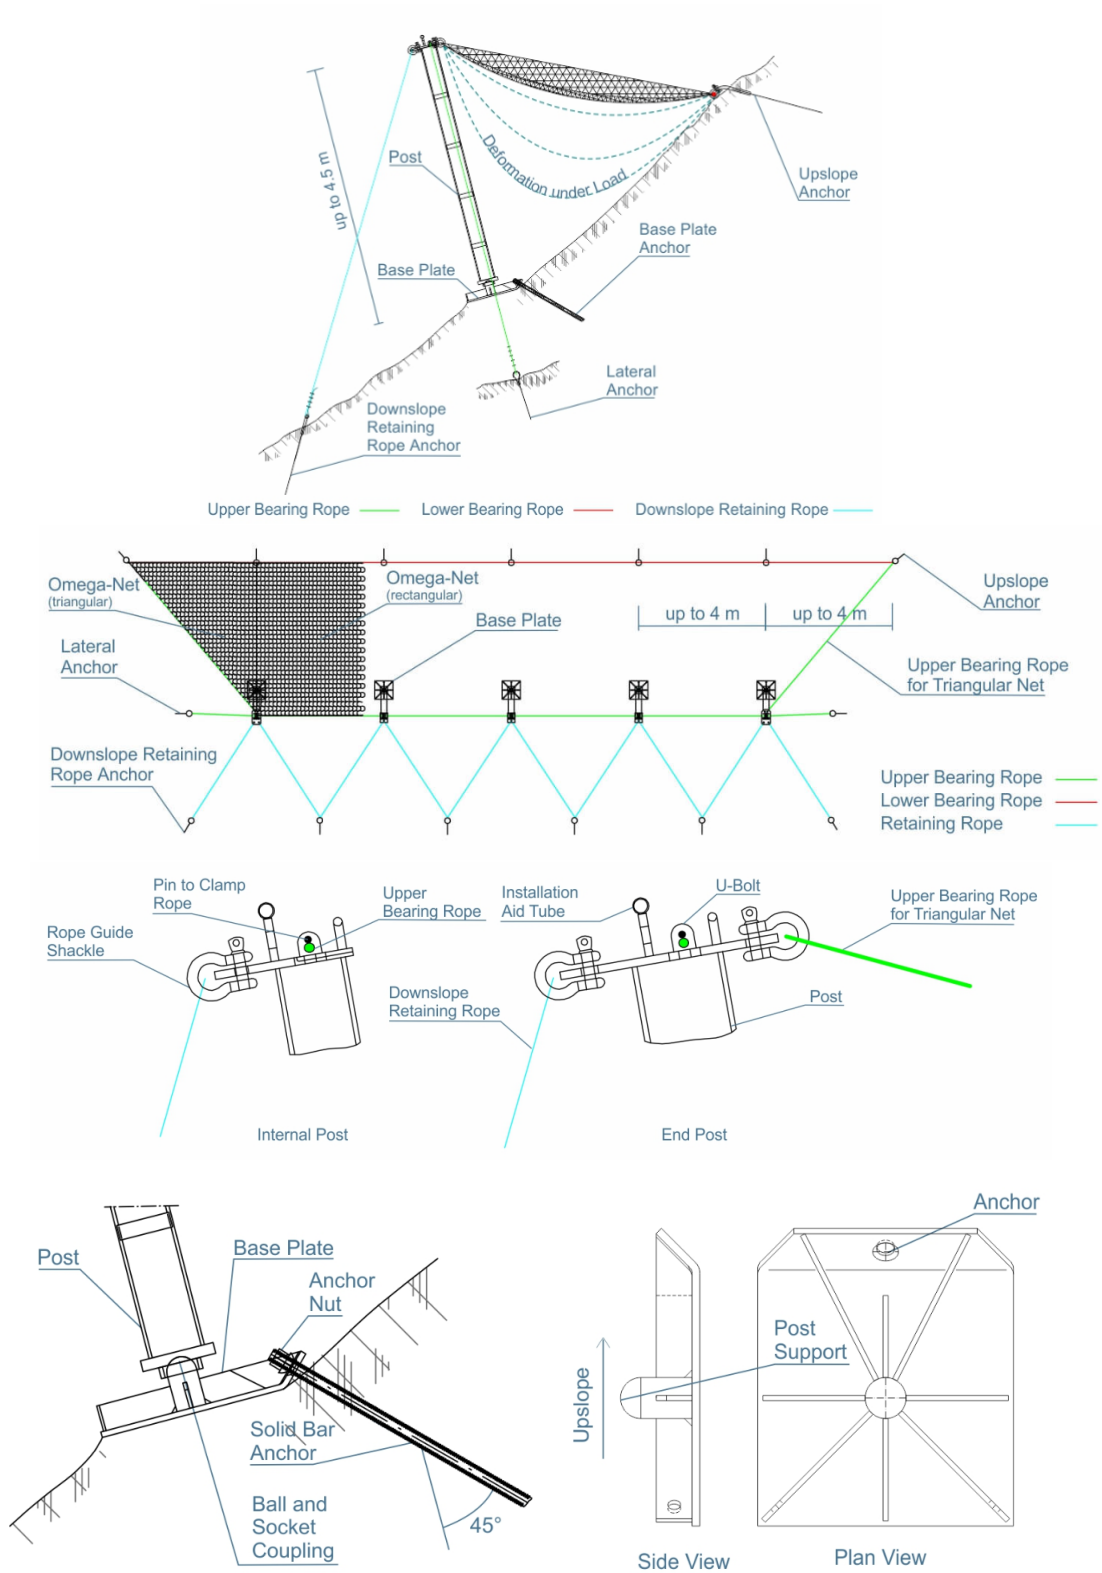 up to 4.5 m
Post
Deformation under Load
Upslope
Anchor
Base Plate
Anchor
Base Plate
Lateral
Anchor
Downslope
Retaining
Rope Anchor
Upper Bearing Rope
Lower Bearing Rope
Downslope Retaining Rope
Omega-Net
(triangular)
Omega-Net
(rectangular)
Base Plate
up to 4 m
up to 4 m
Upslope
Anchor
Lateral
Anchor
Upper Bearing Rope
for Triangular Net
Downslope Retaining
Rope Anchor
Upper Bearing Rope
Lower Bearing Rope
Retaining Rope
Pin to Clamp
Rope
Upper
Bearing Rope
Rope Guide
Shackle
Installation
Aid Tube
U-Bolt
Upper Bearing Rope
for Triangular Net
Downslope
Retaining Rope
Post
Internal Post
End Post
Post
Base Plate
Anchor
Nut
Solid Bar
Anchor
Ball and
Socket
Coupling
45°
Anchor
Post
Support
Upslope
Side View
Plan View